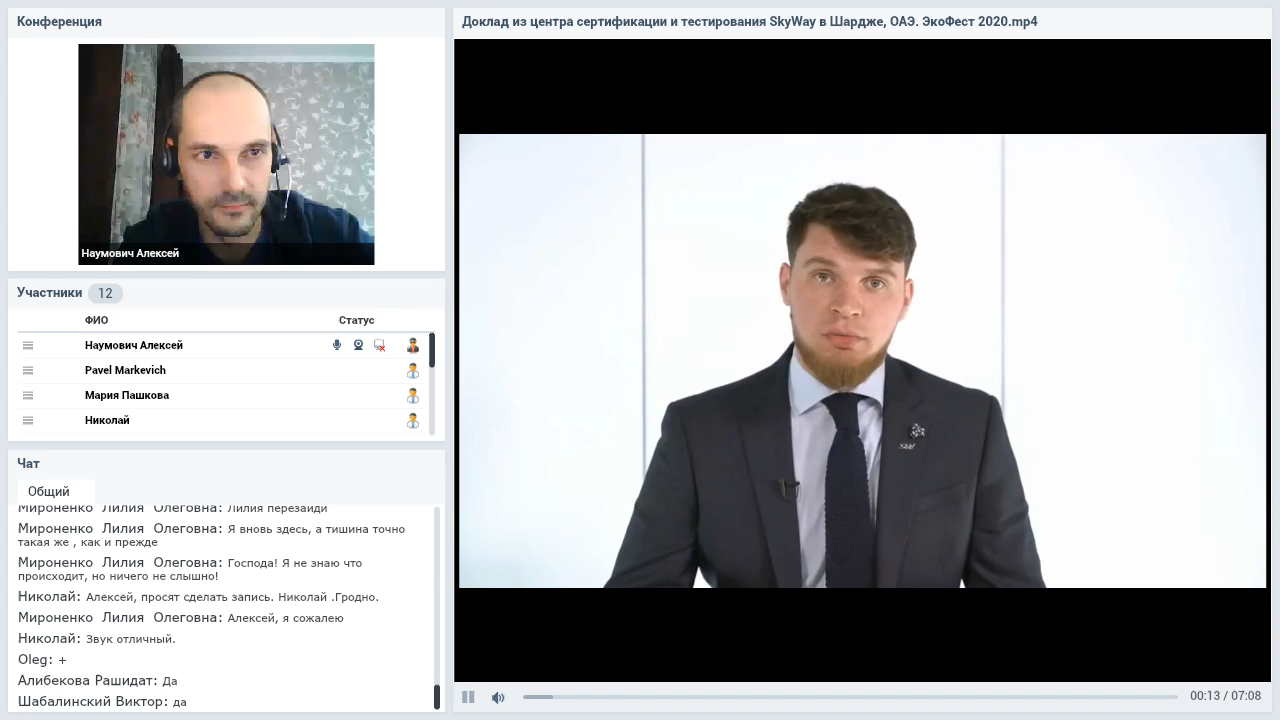 Конференция
Наумович Алексей
Участники 12
ФИО Статус
Наумович Алексей
Pavel Markevich
Мария Пашкова
Николай
Чат
Общий
Мироненко Лилия Олеговна: Лилия перезайди
Мироненко Лилия Олеговна: Я вновь здесь, а тишина точно
такая же , как и прежде
Мироненко Лилия Олеговна: Господа! Я не знаю что
происходит, но ничего не слышно!
Николай: Алексей, просят сделать запись. Николай .Гродно.
Мироненко Лилия Олеговна: Алексей, я сожалею
Николай: Звук отличный.
Oleg: +
Алибекова Рашидат: Да
Шабалинский Виктор: да
Доклад из центра сертификации и тестирования SkyWay в Шардже, ОАЭ. ЭкоФест 2020.mp4
00:13 / 07:08